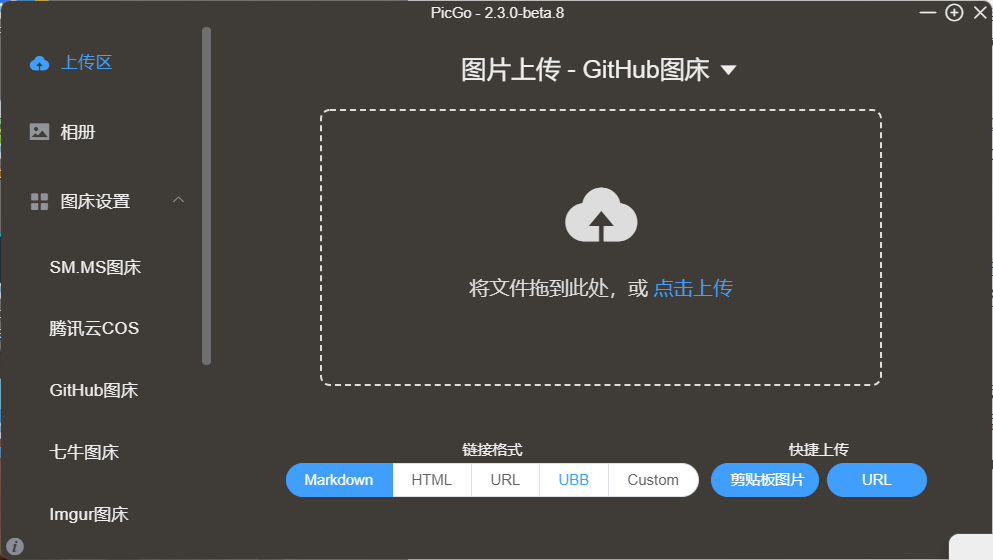 PicGo - 2.3.0-beta.8
上传区
相册
图床设置
SM.MS图床
腾讯云COS
GitHub图床
七牛图床
Imgur图床
图片上传 - GitHub图床
将文件拖到此处，或 点击上传
链接格式
Markdown HTML URL UBB Custom
快捷上传
剪贴板图片 URL